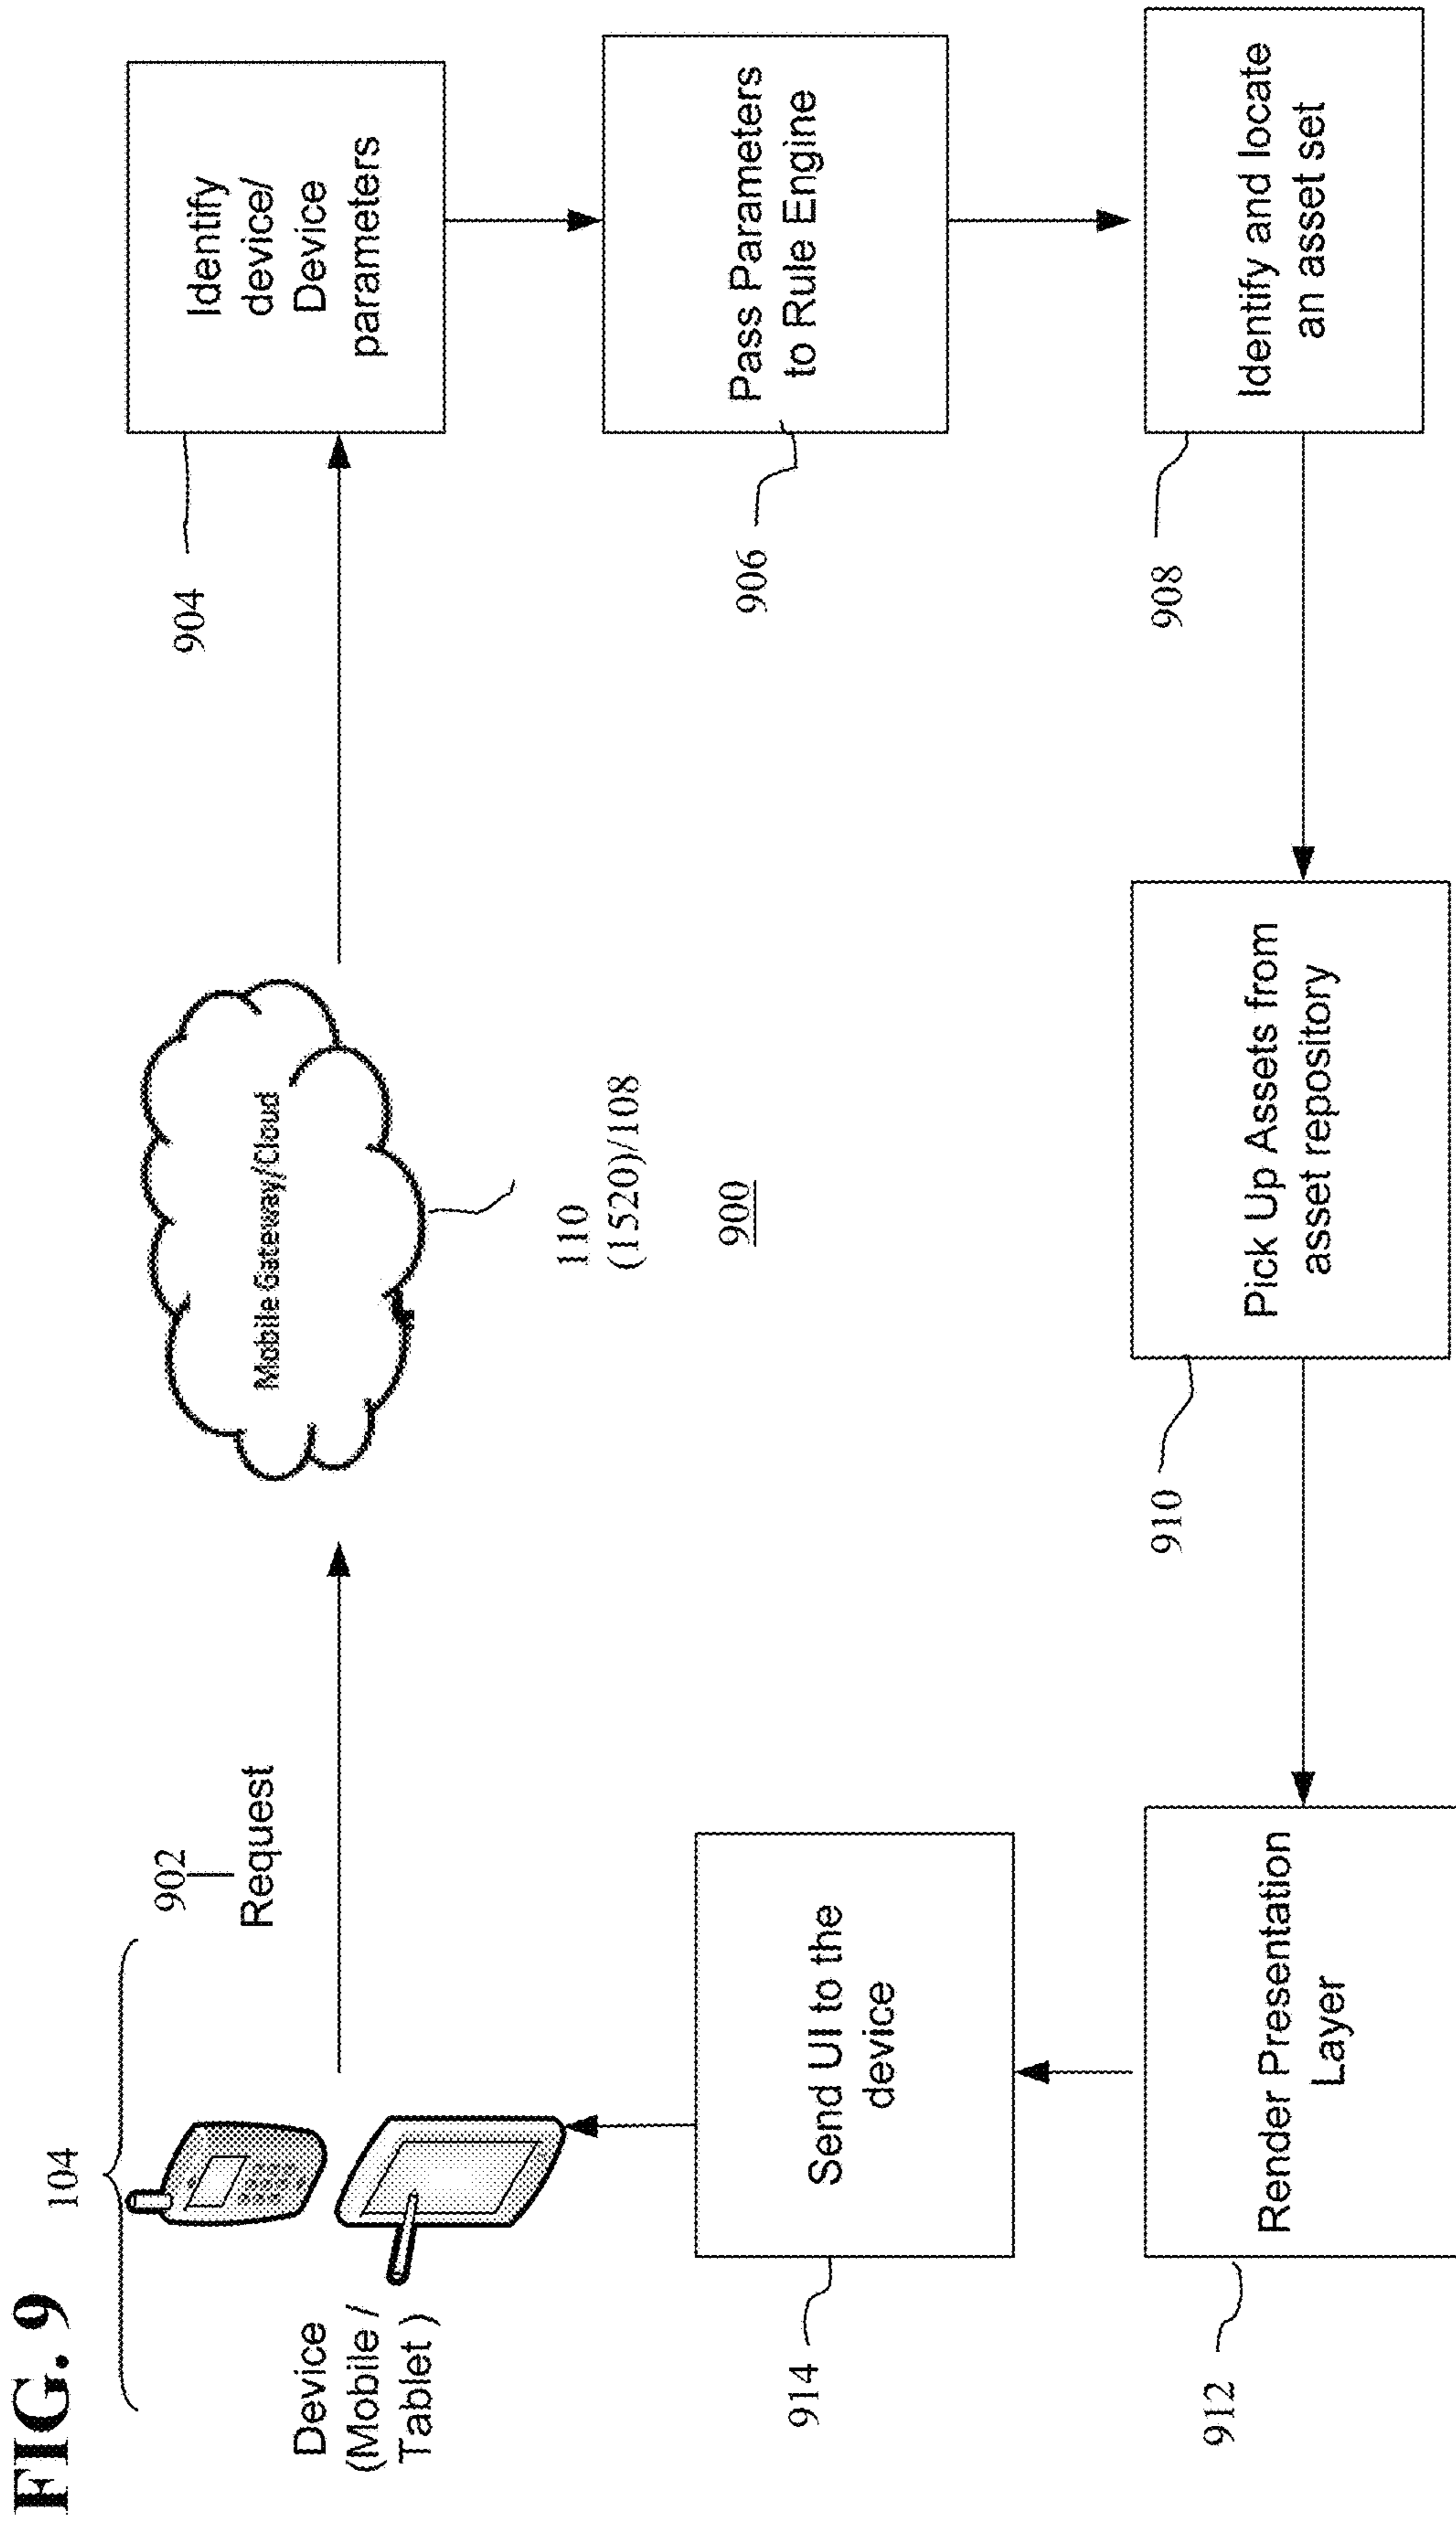 FIG. 9
104
902
Request
Device
(Mobile /
Tablet )
Mobile Gateway/Cloud
110
(1520)/108
900
904
Identify
device/
Device
parameters
906
Pass Parameters
to Rule Engine
908
Identify and locate
an asset set
910
Pick Up Assets from
asset repository
912
Render Presentation
Layer
914
Send UI to the
device